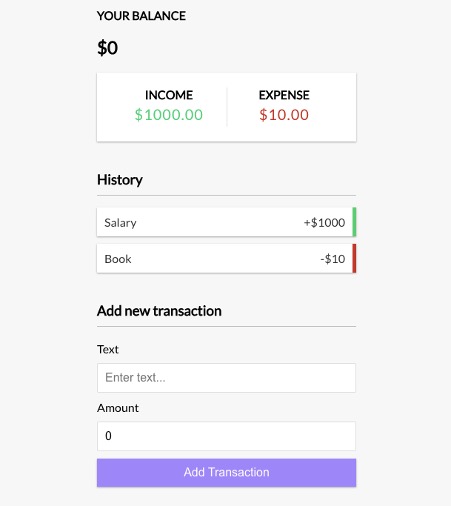 YOUR BALANCE
$0
INCOME EXPENSE
$1000.00 $10.00
History
Salary +$1000
Book -$10
Add new transaction
Text
Enter text...
Amount
0
Add Transaction